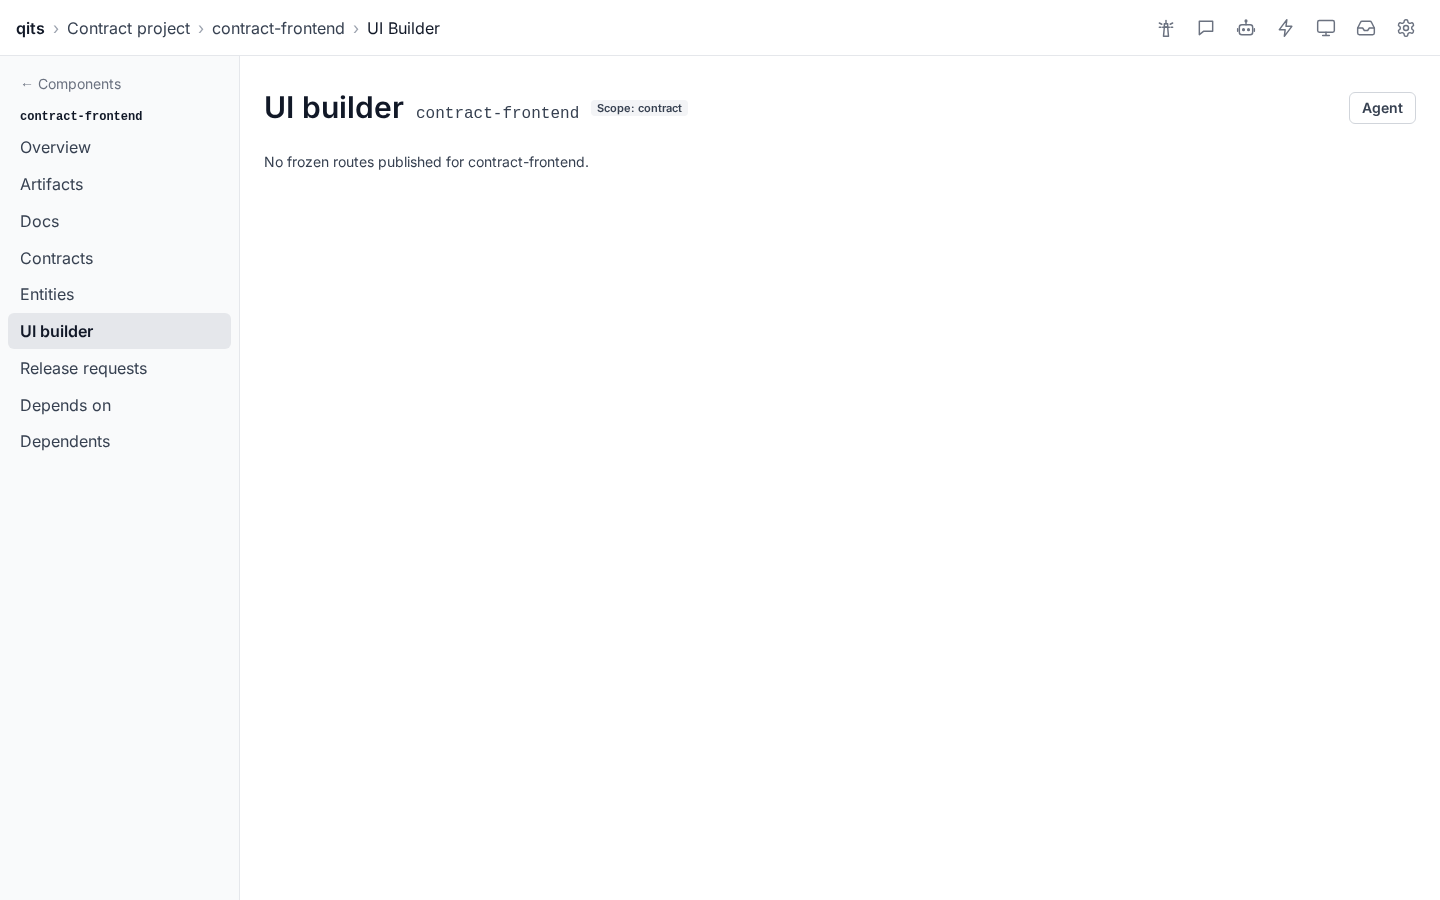 qits › Contract project › contract-frontend › UI Builder
← Components
contract-frontend
Overview
Artifacts
Docs
Contracts
Entities
UI builder
Release requests
Depends on
Dependents
UI builder contract-frontend Scope: contract
Agent
No frozen routes published for contract-frontend.